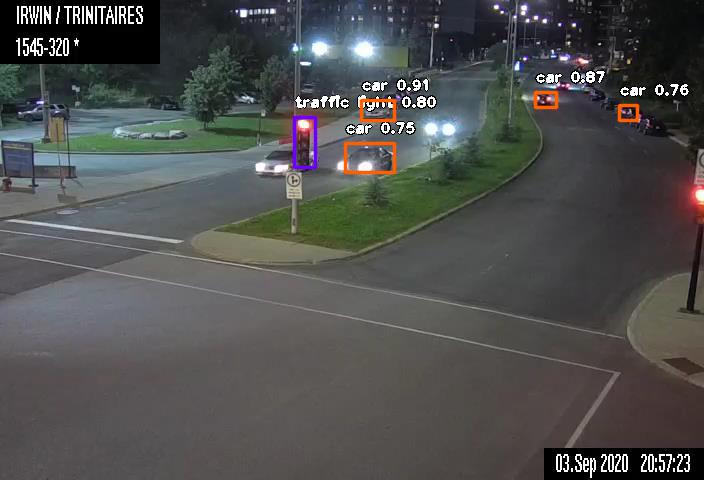 IRWIN / TRINITAIRES
1545-320 *
car 0.91
car 0.87
car 0.76
traffic light 0.80
car 0.75
03.Sep 2020 20:57:23